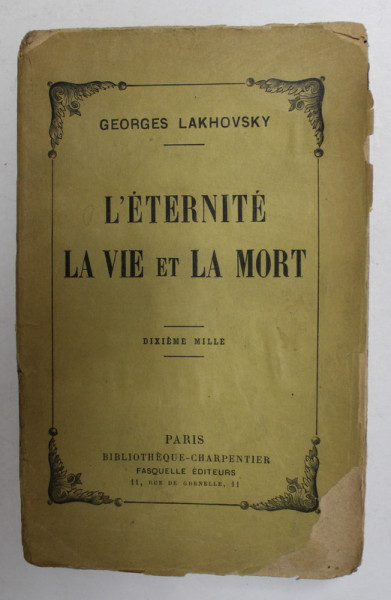 GEORGES LAKHOVSKY
L'ÉTERNITÉ
LA VIE ET LA MORT
DIXIÈME MILLE
PARIS
BIBLIOTHÈQUE-CHARPENTIER
FASQUELLE ÉDITEURS
11, RUE DE GRENELLE, 11